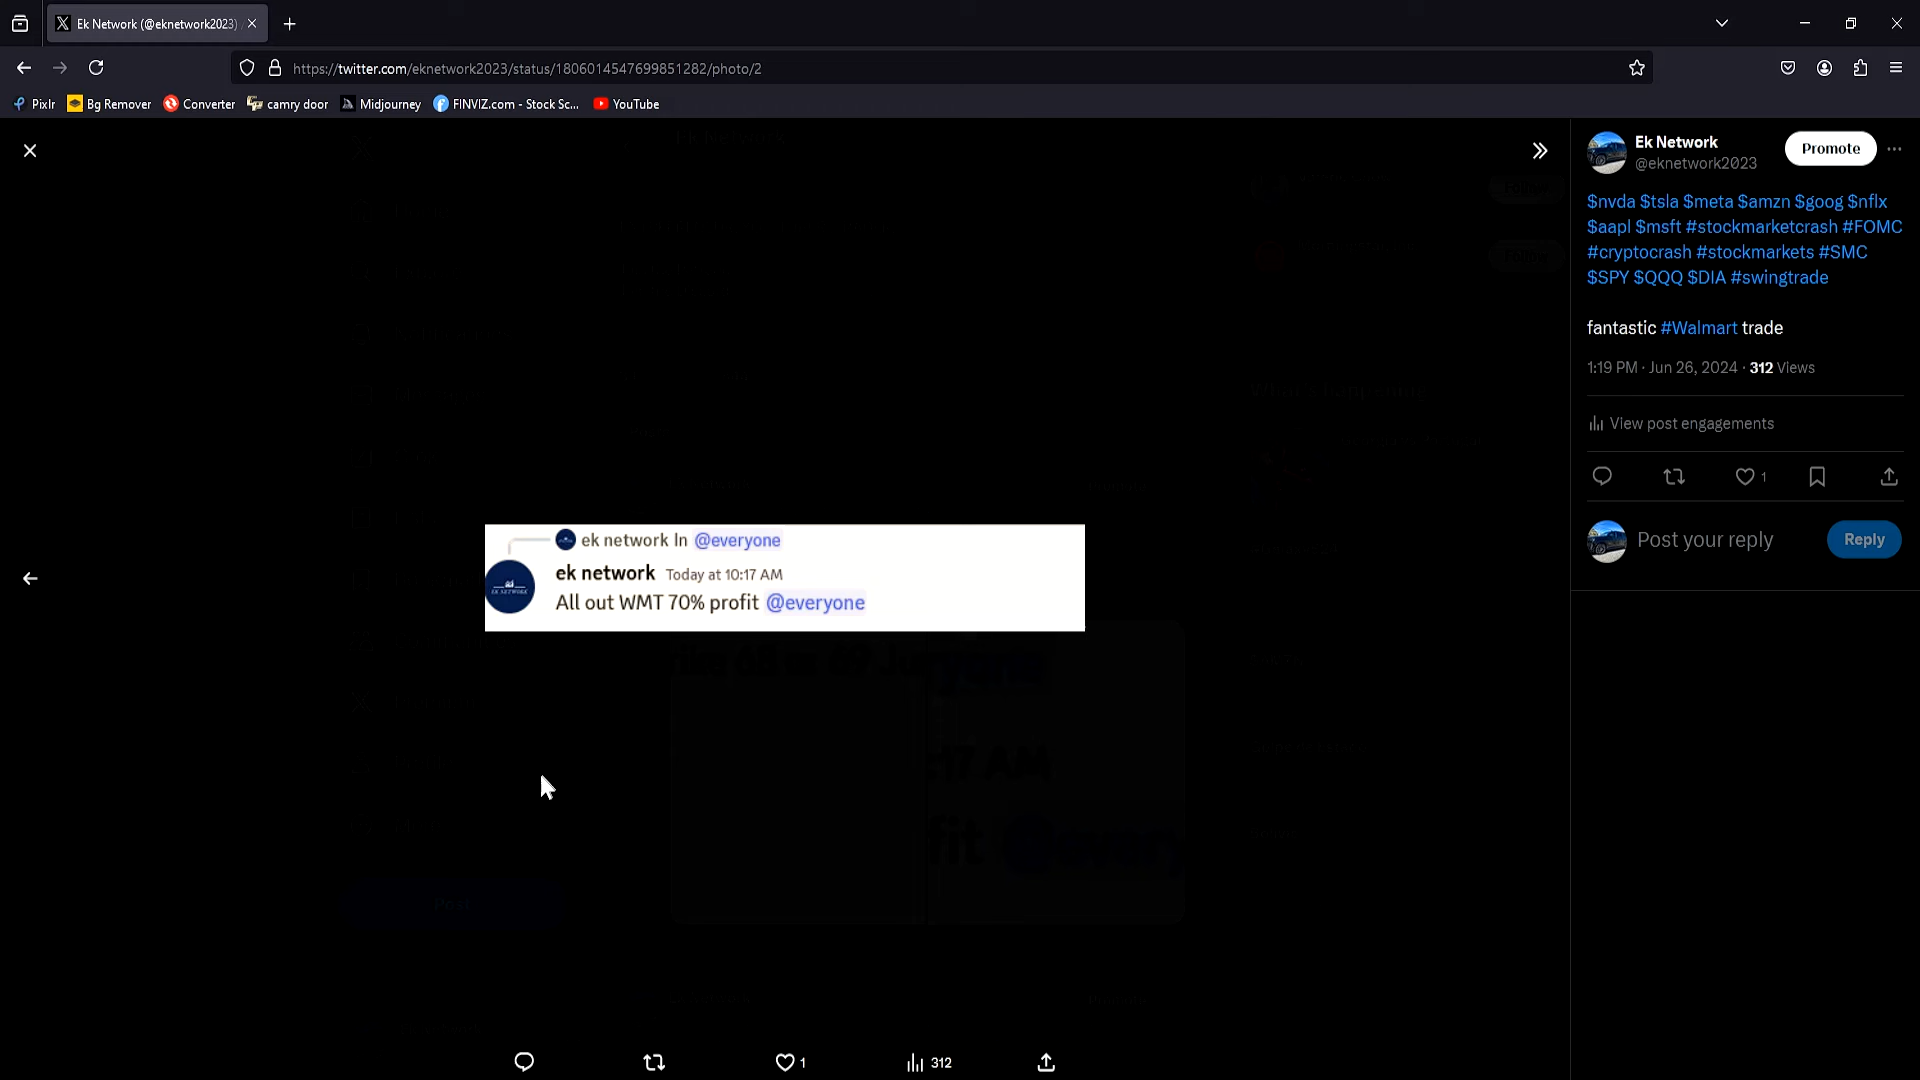 Ek Network (@eknetwork2023)
https://twitter.com/eknetwork2023/status/1806014547699851282/photo/2
Pixlr Bg Remover Converter camry door Midjourney FINVIZ.com - Stock Sc... YouTube
ek network In @everyone
ek network Today at 10:17 AM
All out WMT 70% profit @everyone
1 312
Ek Network
@eknetwork2023
Promote
$nvda $tsla $meta $amzn $goog $nflx
$aapl $msft #stockmarketcrash #FOMC
#cryptocrash #stockmarkets #SMC
$SPY $QQQ $DIA #swingtrade
fantastic #Walmart trade
1:19 PM · Jun 26, 2024 · 312 Views
View post engagements
1
Post your reply
Reply